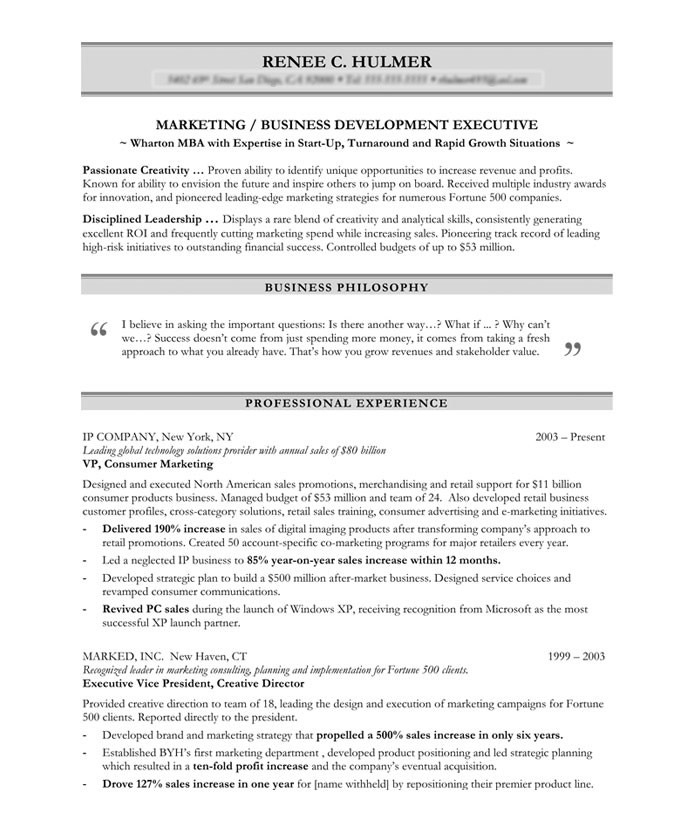 RENEE C. HULMER
MARKETING / BUSINESS DEVELOPMENT EXECUTIVE
~ Wharton MBA with Expertise in Start-Up, Turnaround and Rapid Growth Situations ~
Passionate Creativity … Proven ability to identify unique opportunities to increase revenue and profits.
Known for ability to envision the future and inspire others to jump on board. Received multiple industry awards
for innovation, and pioneered leading-edge marketing strategies for numerous Fortune 500 companies.
Disciplined Leadership … Displays a rare blend of creativity and analytical skills, consistently generating
excellent ROI and frequently cutting marketing spend while increasing sales. Pioneering track record of leading
high-risk initiatives to outstanding financial success. Controlled budgets of up to $53 million.
BUSINESS PHILOSOPHY
“ I believe in asking the important questions: Is there another way…? What if ... ? Why can't
we…? Success doesn't come from just spending more money, it comes from taking a fresh
approach to what you already have. That's how you grow revenues and stakeholder value. ”
PROFESSIONAL EXPERIENCE
IP COMPANY, New York, NY 2003 – Present
Leading global technology solutions provider with annual sales of $80 billion
VP, Consumer Marketing
Designed and executed North American sales promotions, merchandising and retail support for $11 billion
consumer products business. Managed budget of $53 million and team of 24. Also developed retail business
customer profiles, cross-category solutions, retail sales training, consumer advertising and e-marketing initiatives.
- Delivered 190% increase in sales of digital imaging products after transforming company's approach to
retail promotions. Created 50 account-specific co-marketing programs for major retailers every year.
- Led a neglected IP business to 85% year-on-year sales increase within 12 months.
- Developed strategic plan to build a $500 million after-market business. Designed service choices and
revamped consumer communications.
- Revived PC sales during the launch of Windows XP, receiving recognition from Microsoft as the most
successful XP launch partner.
MARKED, INC. New Haven, CT 1999 – 2003
Recognized leader in marketing consulting, planning and implementation for Fortune 500 clients.
Executive Vice President, Creative Director
Provided creative direction to team of 18, leading the design and execution of marketing campaigns for Fortune
500 clients. Reported directly to the president.
- Developed brand and marketing strategy that propelled a 500% sales increase in only six years.
- Established BYH's first marketing department , developed product positioning and led strategic planning
which resulted in a ten-fold profit increase and the company's eventual acquisition.
- Drove 127% sales increase in one year for [name withheld] by repositioning their premier product line.